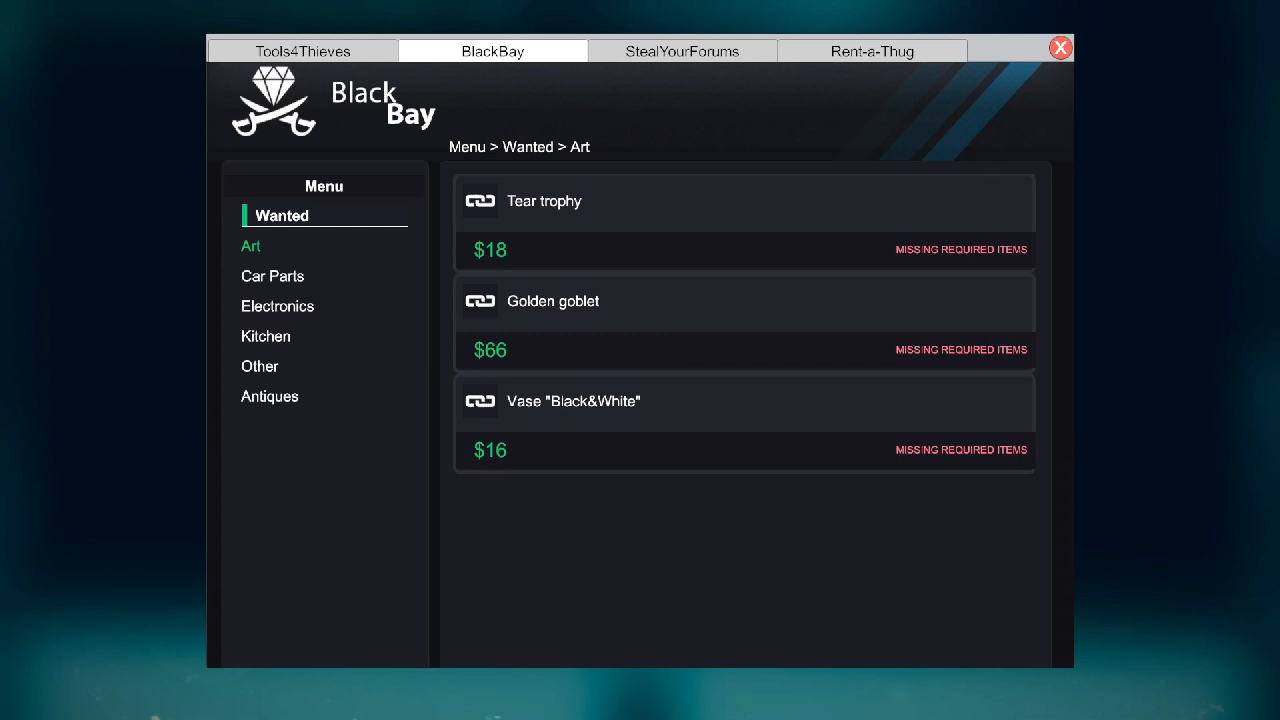 Tools4Thieves
BlackBay
StealYourForums
Rent-a-Thug
X
Black
Bay
Menu > Wanted > Art
Menu
Wanted
Art
Car Parts
Electronics
Kitchen
Other
Antiques
Tear trophy
$18
MISSING REQUIRED ITEMS
Golden goblet
$66
MISSING REQUIRED ITEMS
Vase "Black&White"
$16
MISSING REQUIRED ITEMS